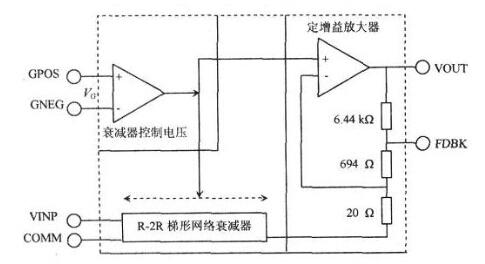 定增益放大器
GPOS
+
V_G
GNEG
-
衰减器控制电压
+
-
VOUT
6.44 kΩ
FDBK
694 Ω
20 Ω
VINP
COMM
R-2R 梯形网络衰减器